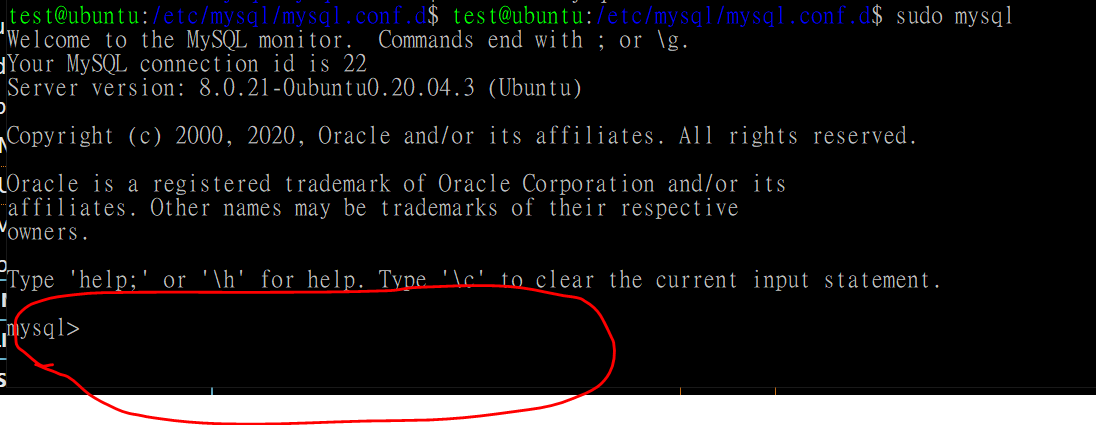 test@ubuntu:/etc/mysql/mysql.conf.d$ test@ubuntu:/etc/mysql/mysql.conf.d$ sudo mysql
Welcome to the MySQL monitor.  Commands end with ; or \g.
Your MySQL connection id is 22
Server version: 8.0.21-0ubuntu0.20.04.3 (Ubuntu)
Copyright (c) 2000, 2020, Oracle and/or its affiliates. All rights reserved.
Oracle is a registered trademark of Oracle Corporation and/or its
affiliates. Other names may be trademarks of their respective
owners.
Type 'help;' or '\h' for help. Type '\c' to clear the current input statement.
mysql>